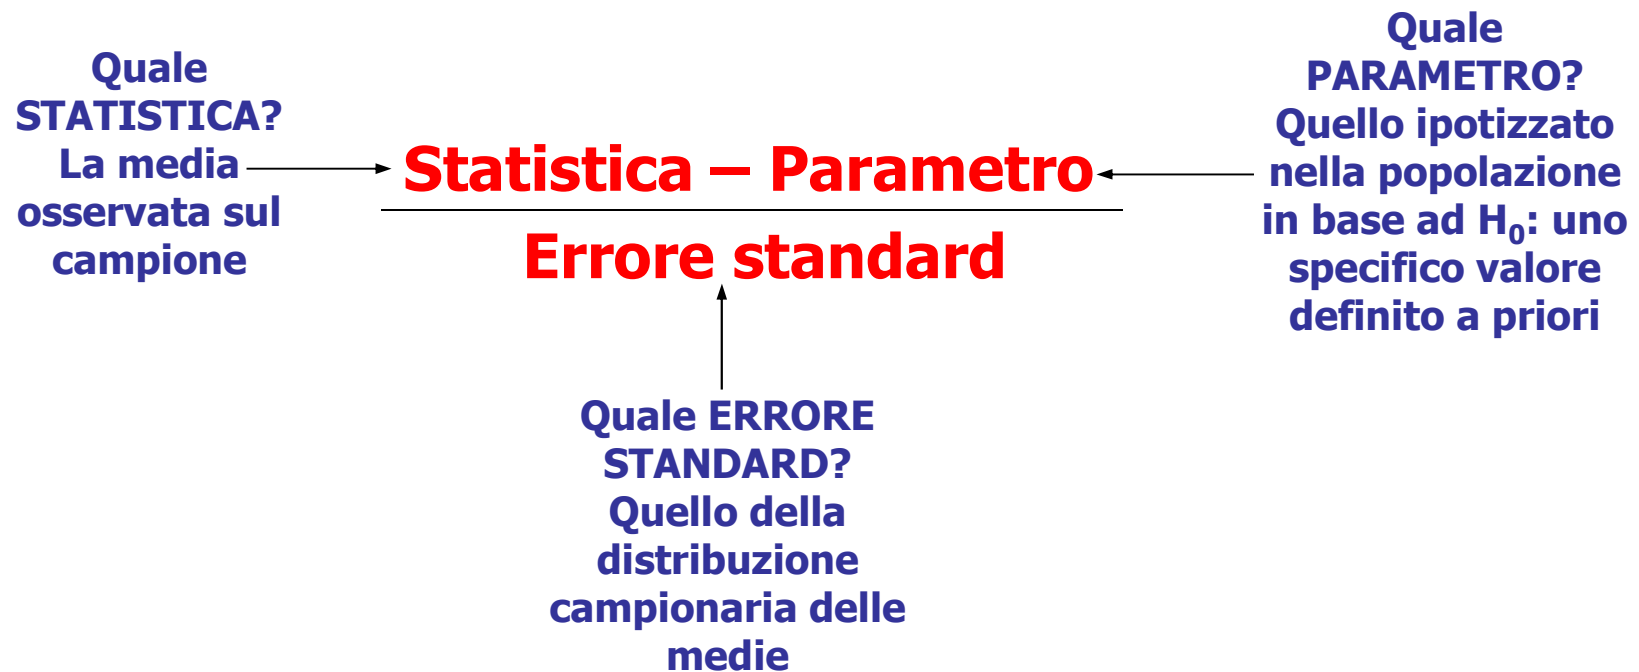 Quale
STATISTICA?
La media
osservata sul
campione
Statistica – Parametro
Errore standard
Quale
PARAMETRO?
Quello ipotizzato
nella popolazione
in base ad H₀: uno
specifico valore
definito a priori
Quale ERRORE
STANDARD?
Quello della
distribuzione
campionaria delle
medie